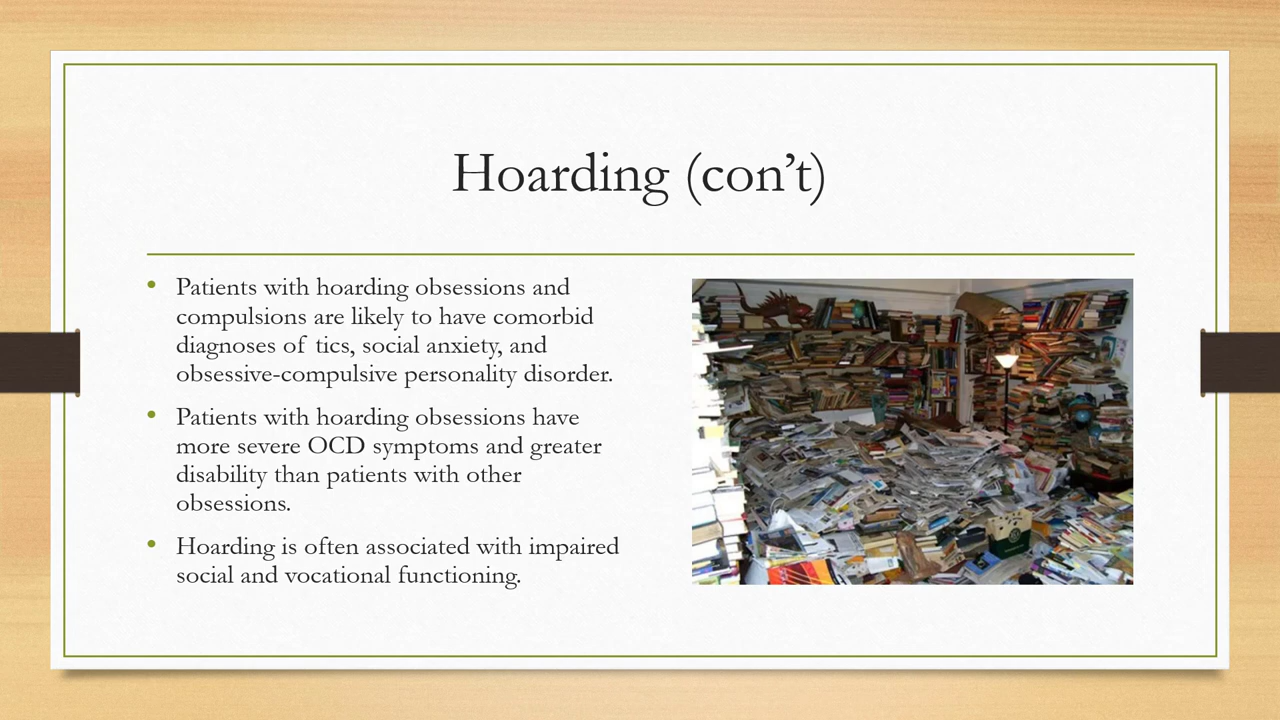 Hoarding (con’t)
• Patients with hoarding obsessions and
compulsions are likely to have comorbid
diagnoses of tics, social anxiety, and
obsessive-compulsive personality disorder.
• Patients with hoarding obsessions have
more severe OCD symptoms and greater
disability than patients with other
obsessions.
• Hoarding is often associated with impaired
social and vocational functioning.